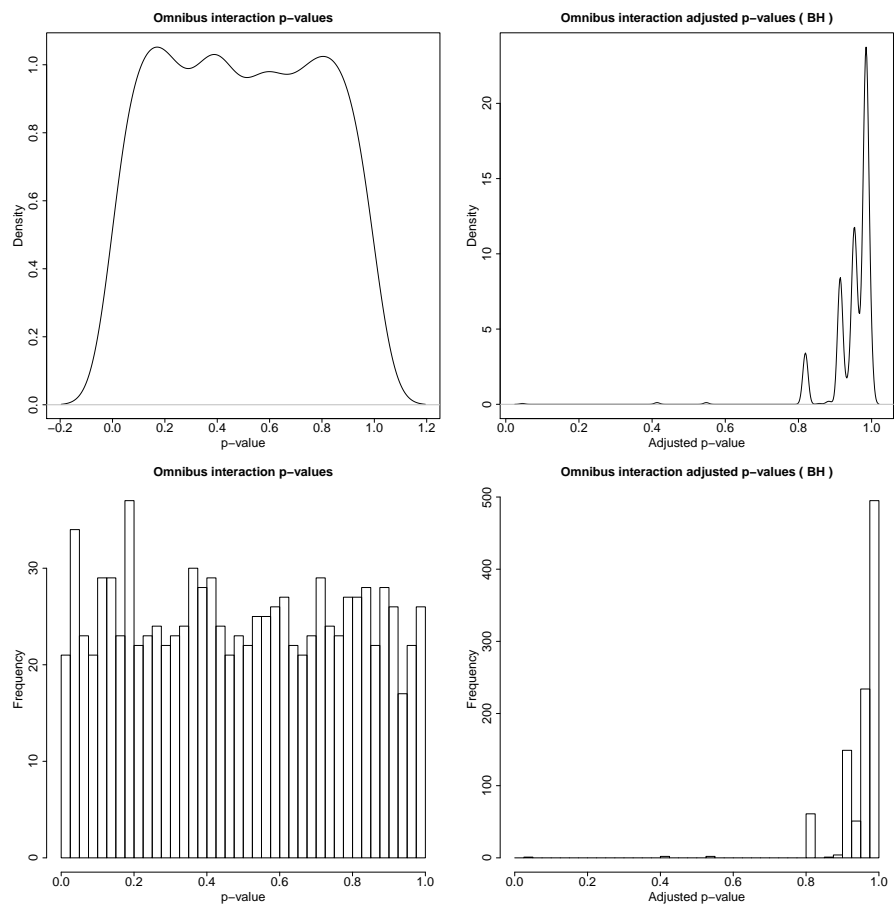 Omnibus interaction p−values
Density
0.0 0.2 0.4 0.6 0.8 1.0
−0.2 0.0 0.2 0.4 0.6 0.8 1.0 1.2
p−value
Omnibus interaction adjusted p−values ( BH )
Density
0 5 10 15 20
0.0 0.2 0.4 0.6 0.8 1.0
Adjusted p−value
Omnibus interaction p−values
Frequency
0 10 20 30
0.0 0.2 0.4 0.6 0.8 1.0
p−value
Omnibus interaction adjusted p−values ( BH )
Frequency
0 100 200 300 400 500
0.0 0.2 0.4 0.6 0.8 1.0
Adjusted p−value